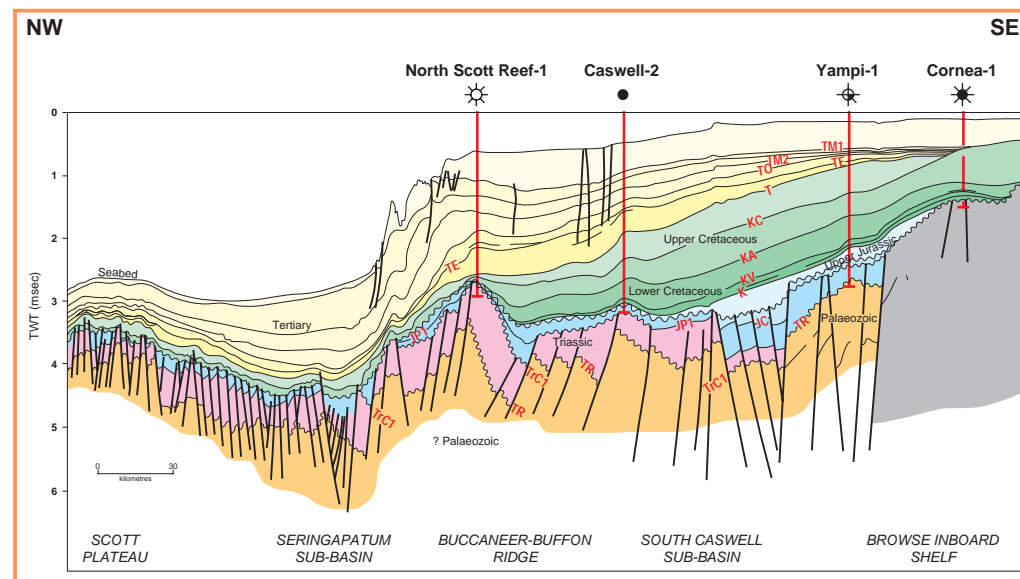 NW
SE
North Scott Reef-1
Caswell-2
Yampi-1
Cornea-1
0
1
2
3
4
5
6
TWT (msec)
TM1
TM2
TO
TE
T
KC
Upper Cretaceous
KA
TE
KV
Upper Jurassic
K
Lower Cretaceous
Seabed
Tertiary
JP1
JP1
JC
TR
Palaeozoic
Triassic
TrC1
TR
TrC1
TrC1
TR
? Palaeozoic
0
30
kilometres
SCOTT
PLATEAU
SERINGAPATUM
SUB-BASIN
BUCCANEER-BUFFON
RIDGE
SOUTH CASWELL
SUB-BASIN
BROWSE INBOARD
SHELF